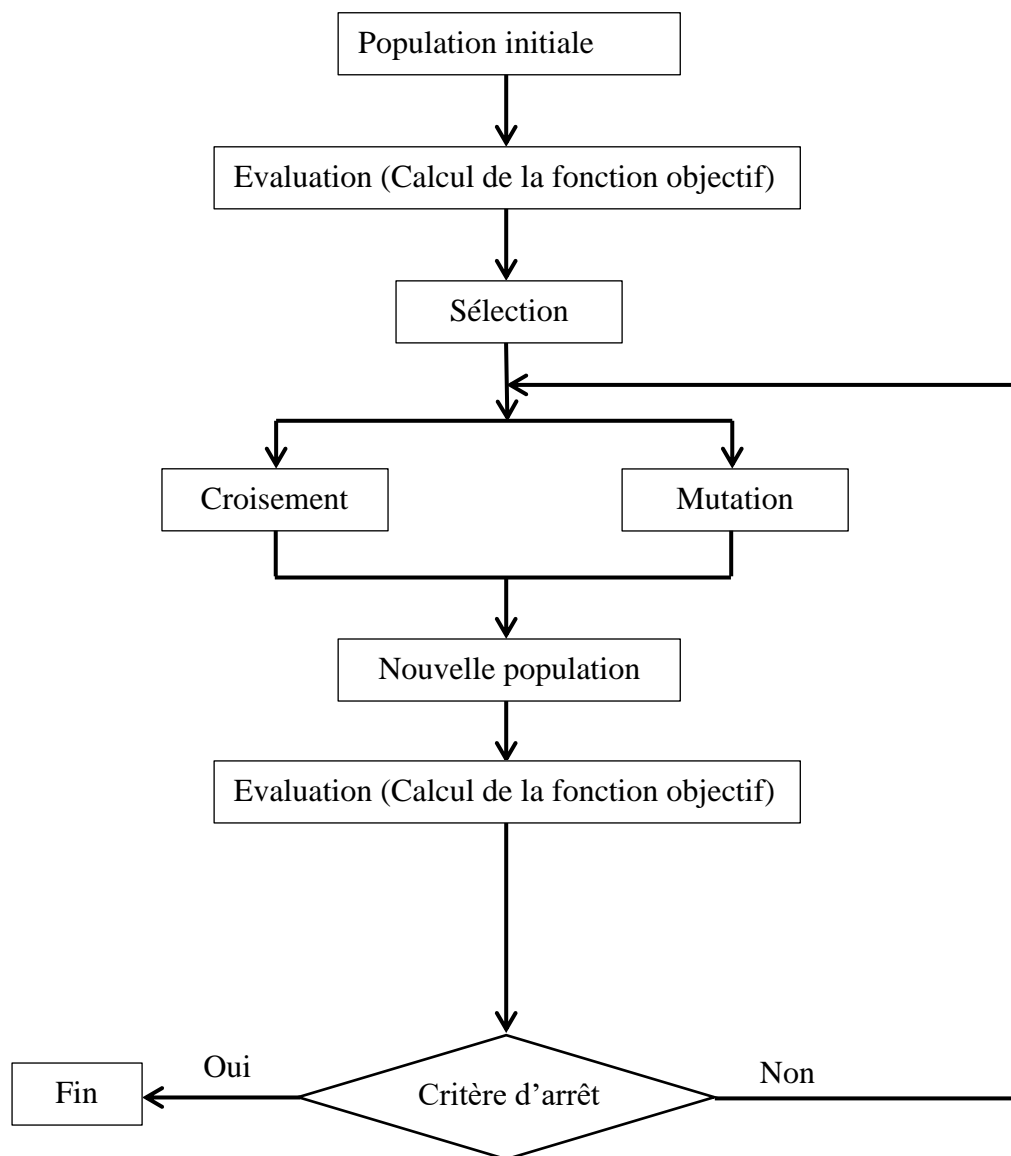 Population initiale
Evaluation (Calcul de la fonction objectif)
Sélection
Croisement
Mutation
Nouvelle population
Evaluation (Calcul de la fonction objectif)
Oui
Non
Fin
Critère d’arrêt